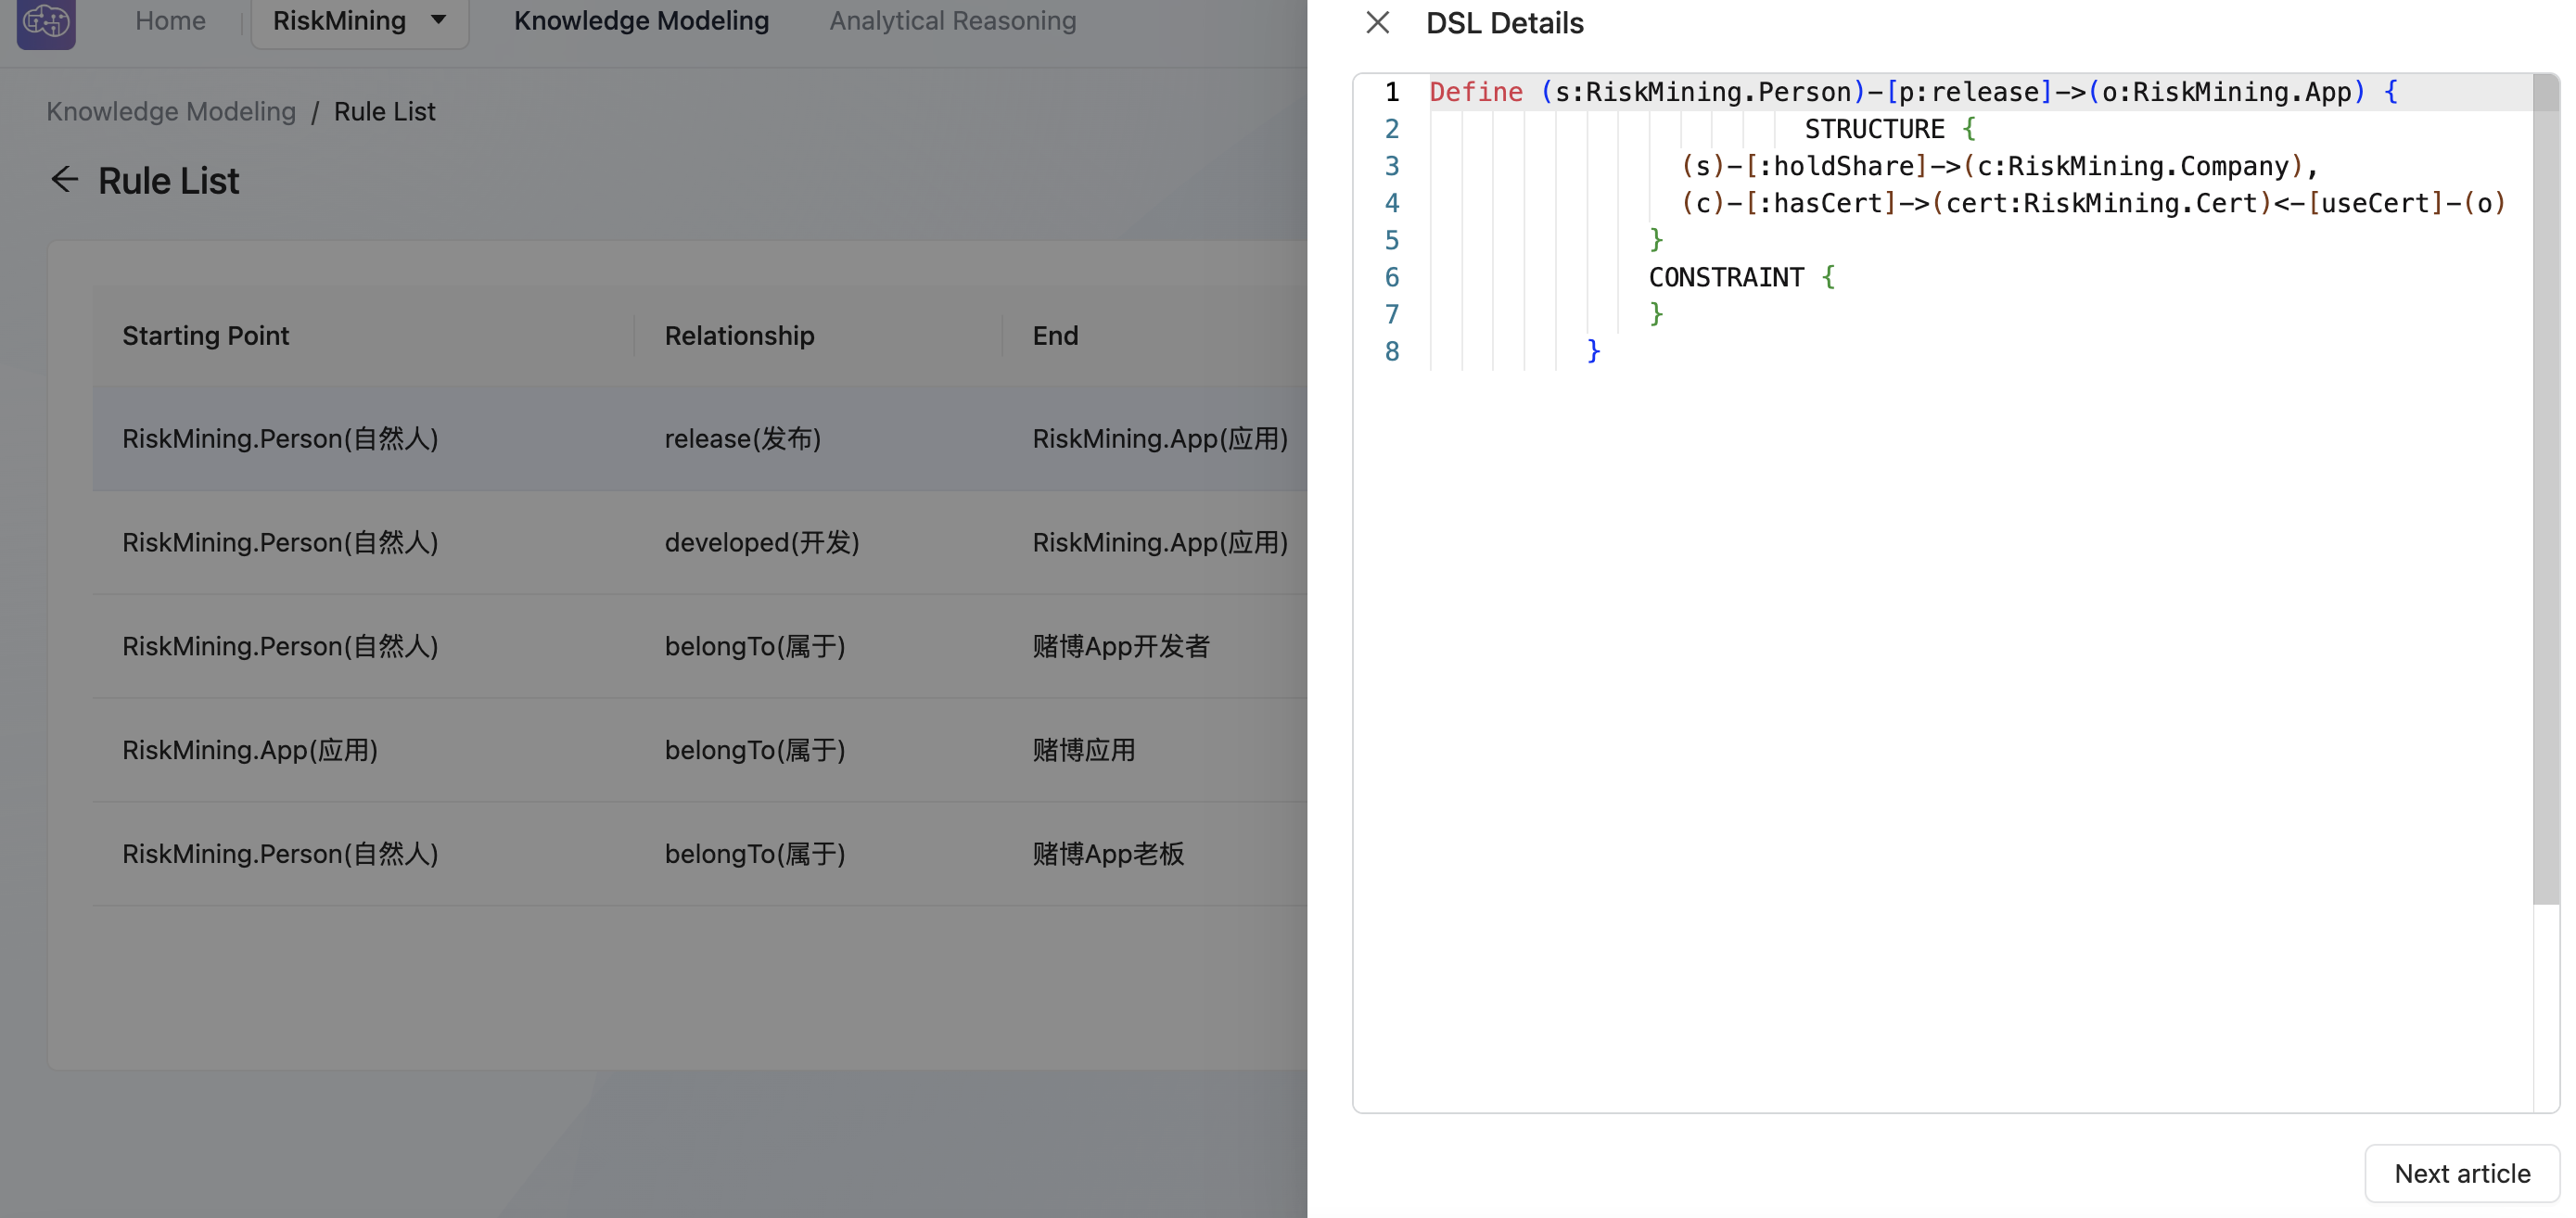 Home RiskMining Knowledge Modeling Analytical Reasoning
Knowledge Modeling / Rule List
Rule List
Starting Point Relationship End
RiskMining.Person(自然人) release(发布) RiskMining.App(应用)
RiskMining.Person(自然人) developed(开发) RiskMining.App(应用)
RiskMining.Person(自然人) belongTo(属于) 赌博App开发者
RiskMining.App(应用) belongTo(属于) 赌博应用
RiskMining.Person(自然人) belongTo(属于) 赌博App老板
DSL Details
1 Define (s:RiskMining.Person)-[p:release]->(o:RiskMining.App) {
2 STRUCTURE {
3 (s)-[:holdShare]->(c:RiskMining.Company),
4 (c)-[:hasCert]->(cert:RiskMining.Cert)<-[useCert]-(o)
5 }
6 CONSTRAINT {
7 }
8 }
Next article